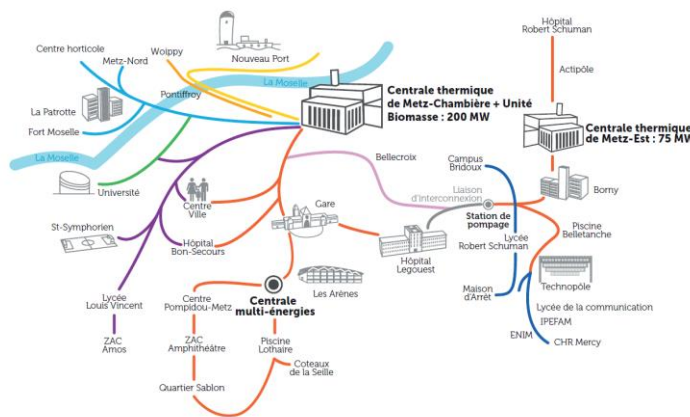 Hôpital
Robert Schuman
Centre horticole
Metz-Nord
Woippy
Nouveau Port
Actipôle
La Moselle
Pontiffroy
La Patrotte
Fort Moselle
Centrale thermique
de Metz-Chambière + Unité
Biomasse : 200 MW
Centrale thermique
de Metz-Est : 75 MW
La Moselle
Université
Bellecroix
Campus
Bridoux
Borny
Liaison
d'Interconnexion
Station de
pompage
Centre
Ville
Gare
St-Symphorien
Hôpital
Bon-Secours
Hôpital
Legouest
Lycée
Robert Schuman
Piscine
Belletanche
Lycée
Louis Vincent
Centre
Pompidou-Metz
Centrale
multi-énergies
Les Arènes
Maison
d'Arrêt
Technopôle
Lycée de la communication
IPEFAM
ENIM
CHR Mercy
ZAC
Amos
ZAC
Amphithéâtre
Piscine
Lothaire
Coteaux
de la Seille
Quartier Sablon